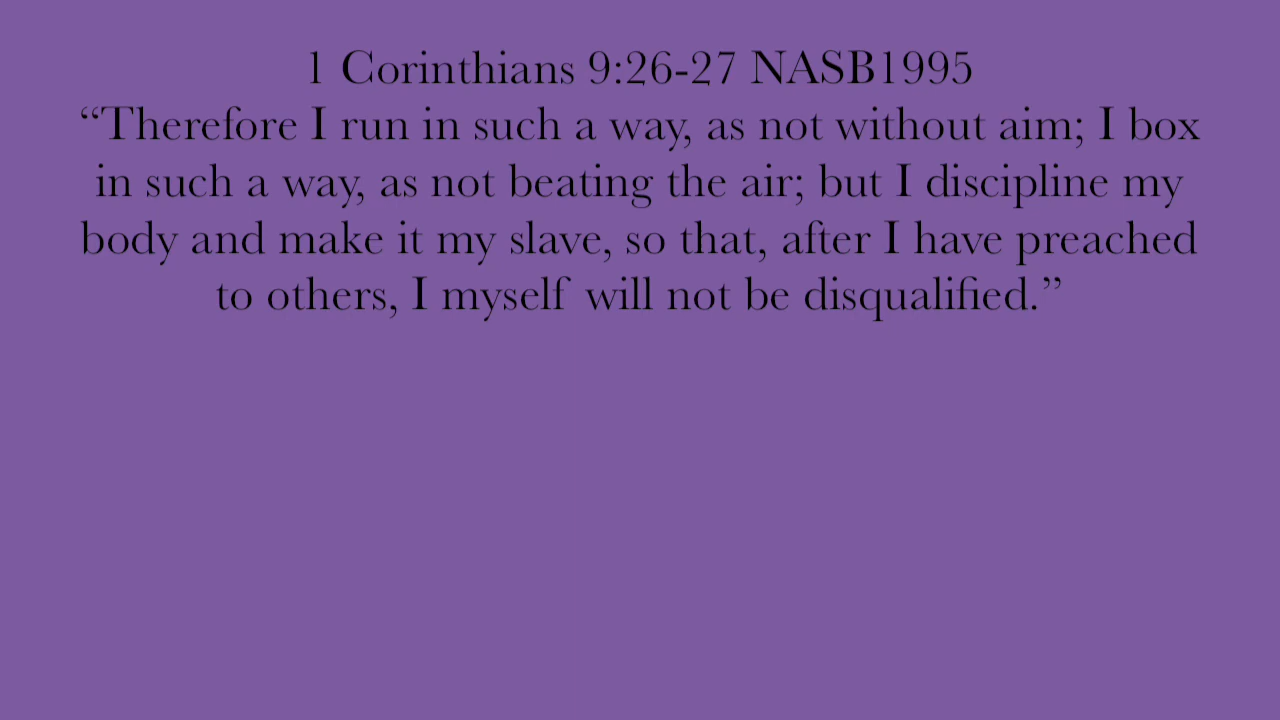 1 Corinthians 9:26-27 NASB1995
“Therefore I run in such a way, as not without aim; I box
in such a way, as not beating the air; but I discipline my
body and make it my slave, so that, after I have preached
to others, I myself will not be disqualified.”